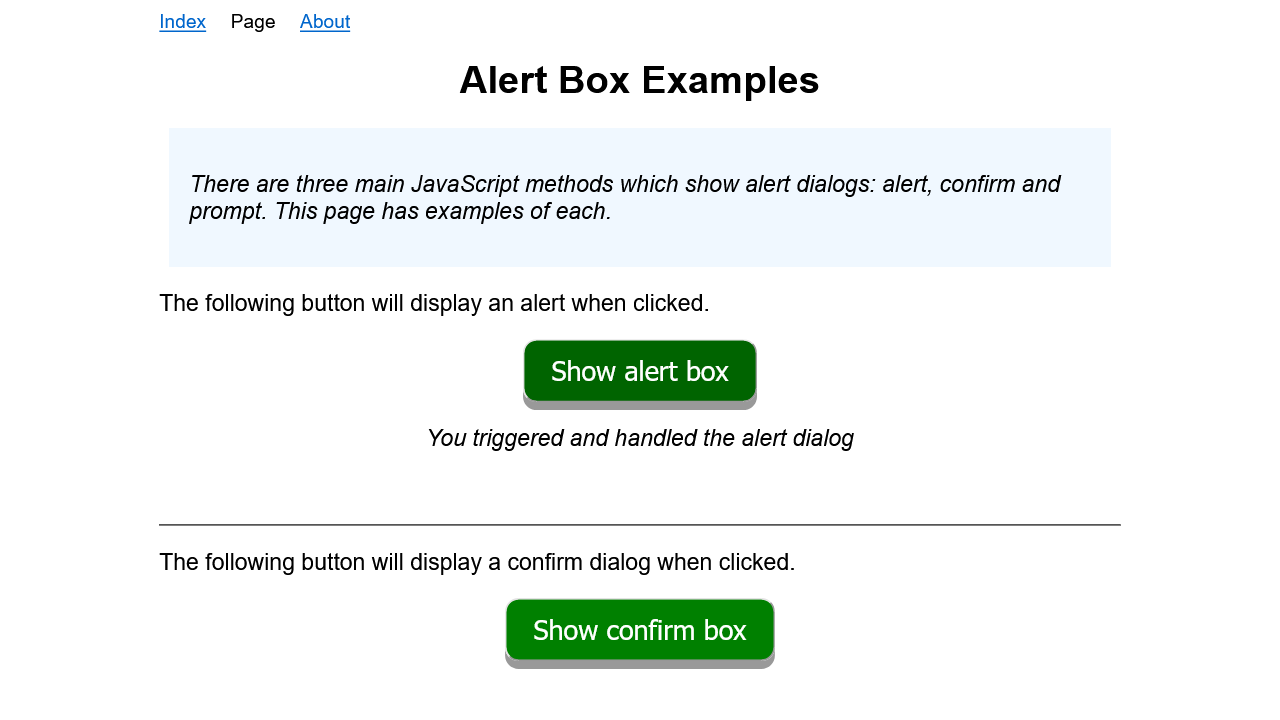 Index Page About
Alert Box Examples
There are three main JavaScript methods which show alert dialogs: alert, confirm and
prompt. This page has examples of each.
The following button will display an alert when clicked.
Show alert box
You triggered and handled the alert dialog
The following button will display a confirm dialog when clicked.
Show confirm box